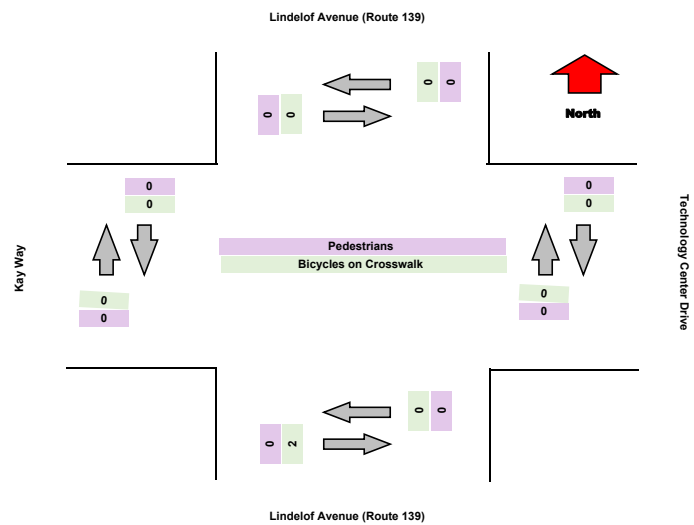 Lindelof Avenue (Route 139)
0 0
0 0
North
0
0
0
0
Kay Way
Technology Center Drive
Pedestrians
Bicycles on Crosswalk
0
0
0
0
0 0
0 2
Lindelof Avenue (Route 139)